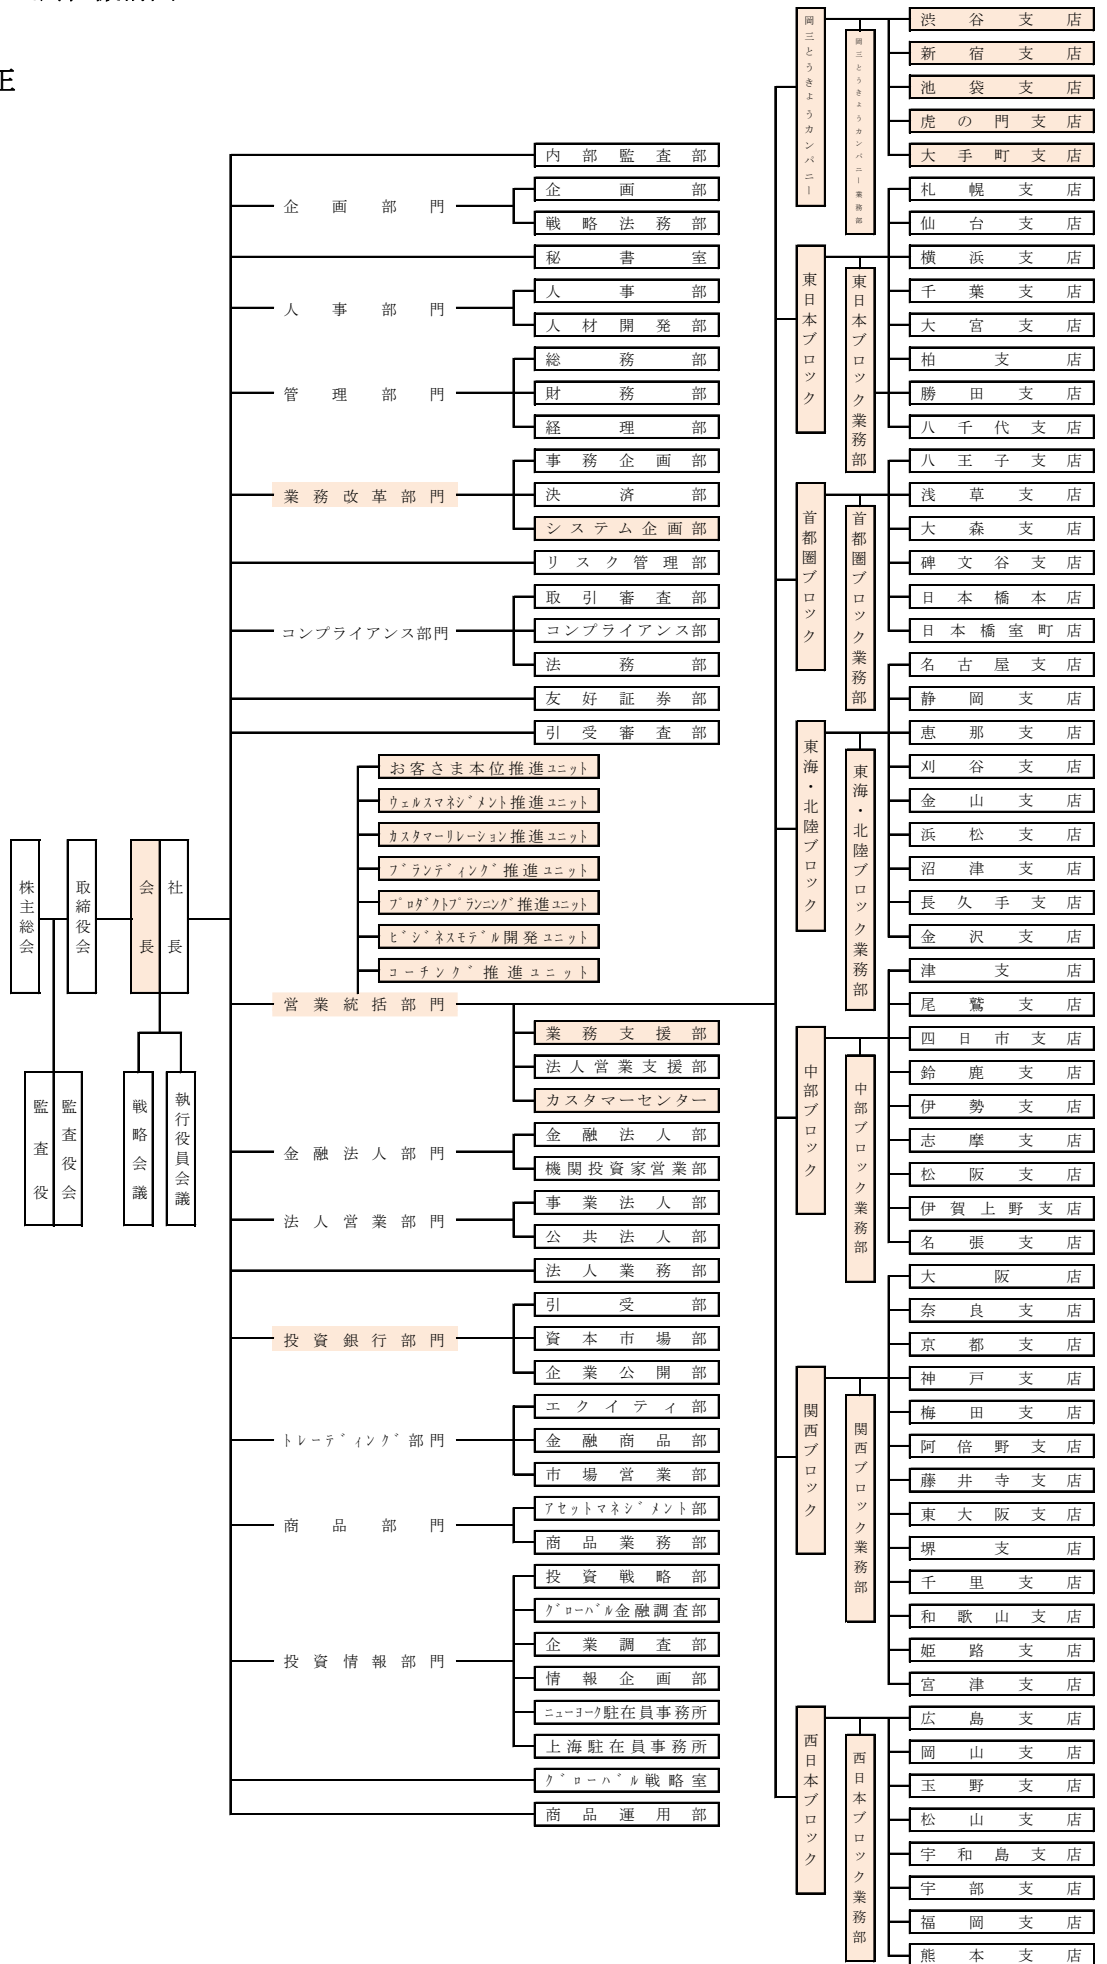 正
株主総会
取締役会
会長
社長
監査役
監査役会
戦略会議
執行役員会議
内部監査部
企画部門
企画部
戦略法務部
秘書室
人事部門
人事部
人材開発部
管理部門
総務部
財務部
経理部
業務改革部門
事務企画部
決済部
システム企画部
リスク管理部
コンプライアンス部門
取引審査部
コンプライアンス部
法務部
友好証券部
引受審査部
お客さま本位推進ユニット
ウェルスマネジメント推進ユニット
カスタマーリレーション推進ユニット
ブランディング推進ユニット
プロダクトプランニング推進ユニット
ビジネスモデル開発ユニット
コーチング推進ユニット
営業統括部門
業務支援部
法人営業支援部
カスタマーセンター
金融法人部門
金融法人部
機関投資家営業部
法人営業部門
事業法人部
公共法人部
法人業務部
投資銀行部門
引受部
資本市場部
企業公開部
トレーディング部門
エクイティ部
金融商品部
市場営業部
商品部門
アセットマネジメント部
商品業務部
投資情報部門
投資戦略部
グローバル金融調査部
企業調査部
情報企画部
ニューヨーク駐在員事務所
上海駐在員事務所
グローバル戦略室
商品運用部
岡三とうきょうカンパニー
岡三とうきょうカンパニー業務部
渋谷支店
新宿支店
池袋支店
虎の門支店
大手町支店
東日本ブロック
東日本ブロック業務部
札幌支店
仙台支店
横浜支店
千葉支店
大宮支店
柏支店
勝田支店
八千代支店
首都圏ブロック
首都圏ブロック業務部
八王子支店
浅草支店
大森支店
碑文谷支店
日本橋本店
日本橋室町店
東海・北陸ブロック
東海・北陸ブロック業務部
名古屋支店
静岡支店
恵那支店
刈谷支店
金山支店
浜松支店
沼津支店
長久手支店
金沢支店
中部ブロック
中部ブロック業務部
津支店
尾鷲支店
四日市支店
鈴鹿支店
伊勢支店
志摩支店
松阪支店
伊賀上野支店
名張支店
関西ブロック
関西ブロック業務部
大阪店
奈良支店
京都支店
神戸支店
梅田支店
阿倍野支店
藤井寺支店
東大阪支店
堺支店
千里支店
和歌山支店
姫路支店
宮津支店
西日本ブロック
西日本ブロック業務部
広島支店
岡山支店
玉野支店
松山支店
宇和島支店
宇部支店
福岡支店
熊本支店